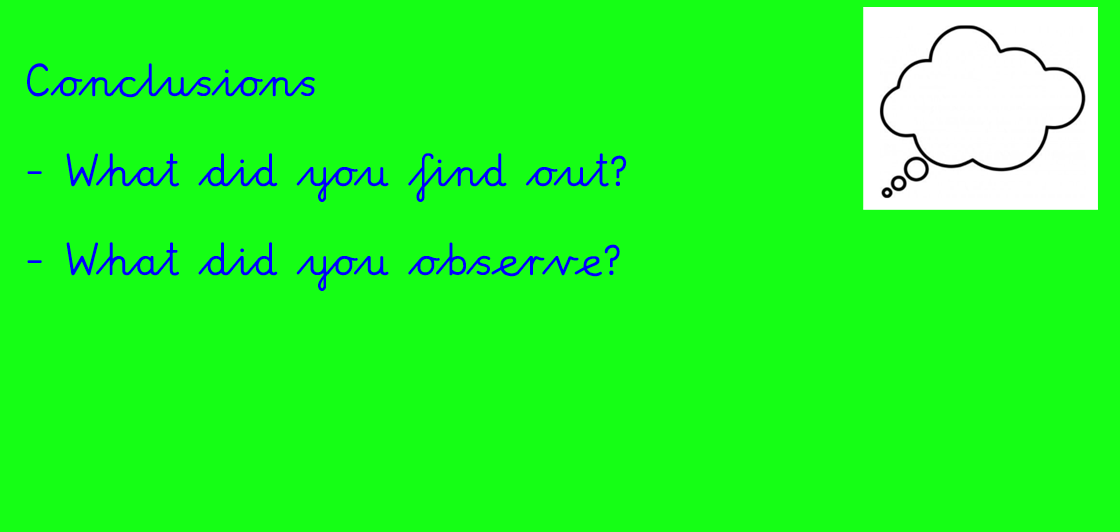 Conclusions
- What did you find out?
- What did you observe?